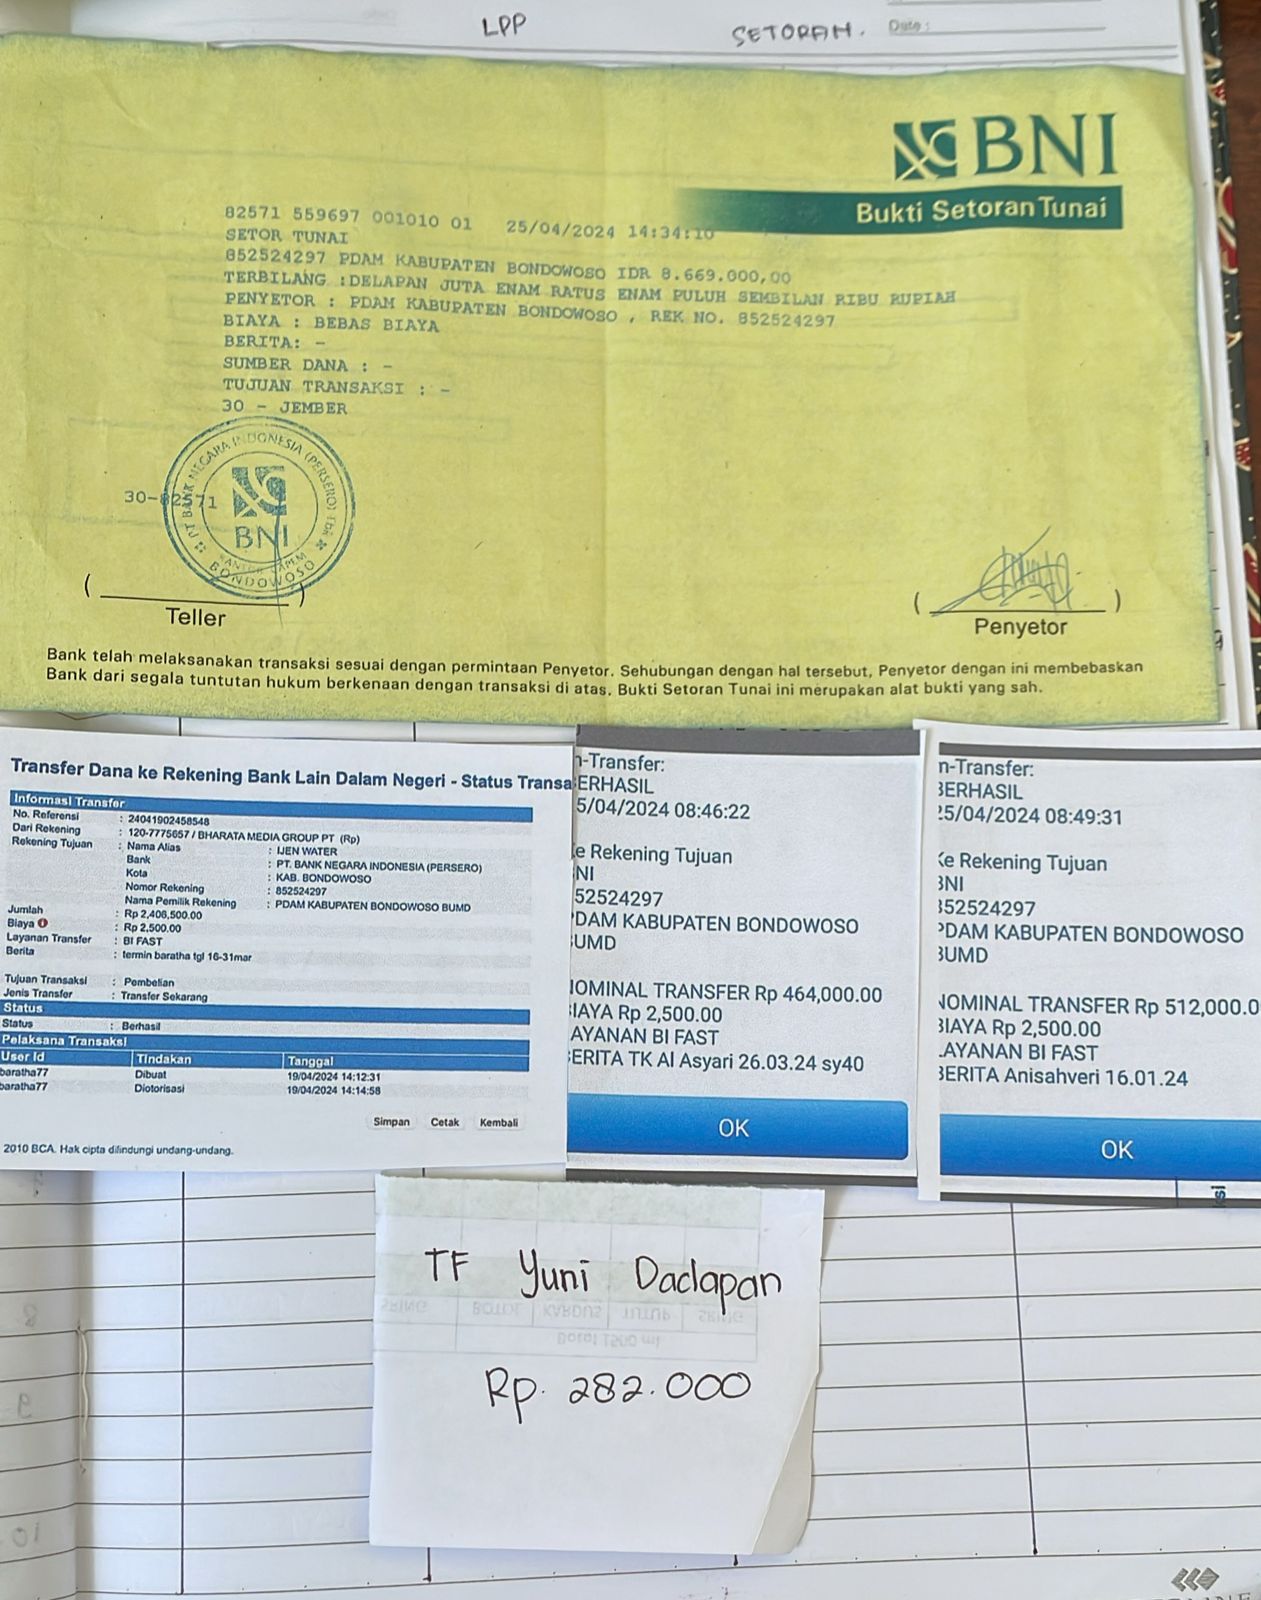 LPP
SETORAH.
Date:
BNI
Bukti Setoran Tunai
82571 559697 001010 01 25/04/2024 14:34:10
SETOR TUNAI
852524297 PDAM KABUPATEN BONDOWOSO IDR 8.669.000,00
TERBILANG :DELAPAN JUTA ENAM RATUS ENAM PULUH SEMBILAN RIBU RUPIAH
PENYETOR : PDAM KABUPATEN BONDOWOSO , REK NO. 852524297
BIAYA : BEBAS BIAYA
BERITA: -
SUMBER DANA : -
TUJUAN TRANSAKSI : -
30 - JEMBER
PT BANK NEGARA INDONESIA (PERSERO) Tbk
30-82571
BNI
KANTOR CAPEM
BONDOWOSO
( )
Teller
( )
Penyetor
Bank telah melaksanakan transaksi sesuai dengan permintaan Penyetor. Sehubungan dengan hal tersebut, Penyetor dengan ini membebaskan
Bank dari segala tuntutan hukum berkenaan dengan transaksi di atas. Bukti Setoran Tunai ini merupakan alat bukti yang sah.
Transfer Dana ke Rekening Bank Lain Dalam Negeri - Status Transa
Informasi Transfer
No. Referensi : 24041902458548
Dari Rekening : 120-7775657 / BHARATA MEDIA GROUP PT (Rp)
Rekening Tujuan : Nama Alias : IJEN WATER
Bank : PT. BANK NEGARA INDONESIA (PERSERO)
Kota : KAB. BONDOWOSO
Nomor Rekening : 852524297
Nama Pemilik Rekening : PDAM KABUPATEN BONDOWOSO BUMD
Jumlah : Rp 2,406,500.00
Biaya : Rp 2,500.00
Layanan Transfer : BI FAST
Berita : termin baratha tgl 16-31mar
Tujuan Transaksi : Pembelian
Jenis Transfer : Transfer Sekarang
Status
Status : Berhasil
Pelaksana Transaksi
User Id Tindakan Tanggal
baratha77 Dibuat 19/04/2024 14:12:31
baratha77 Diotorisasi 19/04/2024 14:14:58
Simpan Cetak Kembali
2010 BCA. Hak cipta dilindungi undang-undang.
n-Transfer:
BERHASIL
5/04/2024 08:46:22
e Rekening Tujuan
NI
52524297
PDAM KABUPATEN BONDOWOSO
UMD
NOMINAL TRANSFER Rp 464,000.00
IAYA Rp 2,500.00
AYANAN BI FAST
BERITA TK Al Asyari 26.03.24 sy40
OK
n-Transfer:
BERHASIL
25/04/2024 08:49:31
Ke Rekening Tujuan
BNI
852524297
PDAM KABUPATEN BONDOWOSO
BUMD
NOMINAL TRANSFER Rp 512,000.0
BIAYA Rp 2,500.00
LAYANAN BI FAST
BERITA Anisahveri 16.01.24
OK
TF Yuni Dadapan
Rp. 282.000